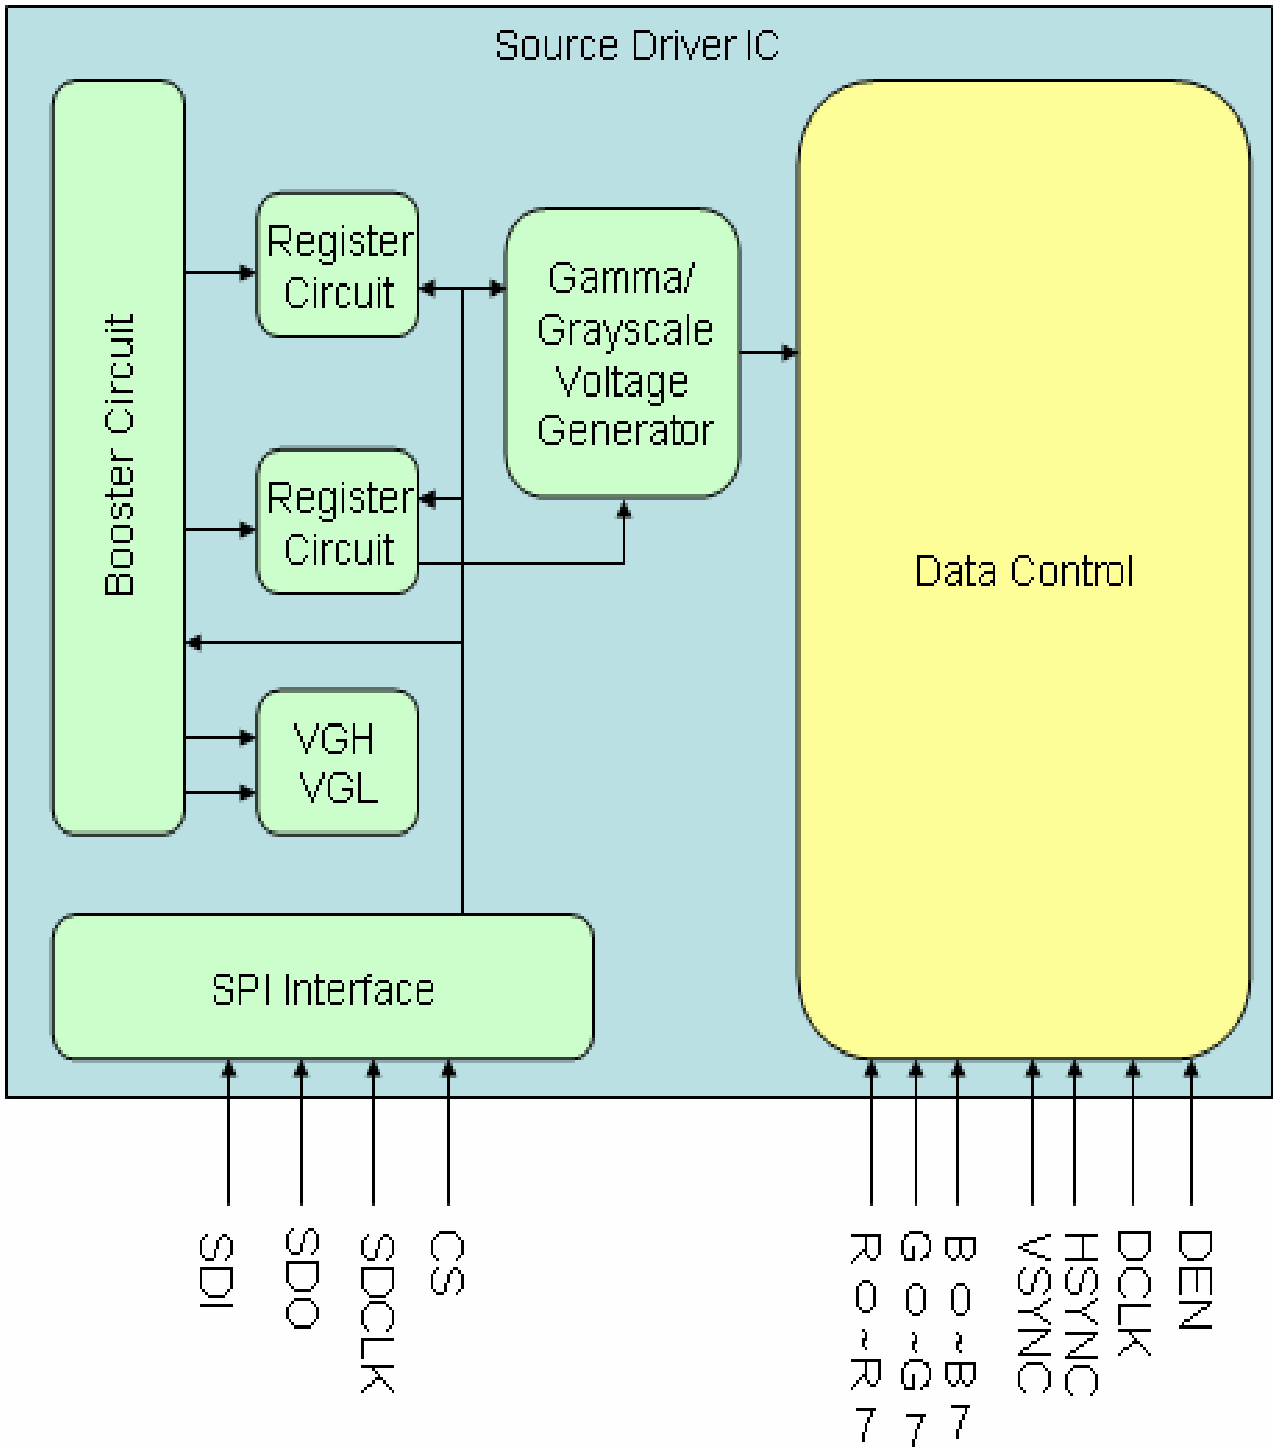 Source Driver IC
Booster Circuit
Register
Circuit
Gamma/
Grayscale
Voltage
Generator
Register
Circuit
Data Control
VGH
VGL
SPI Interface
SDI
SDO
SDCLK
CS
R0~R7
G0~G7
B0~B7
VSYNC
HSYNC
DCLK
DEN